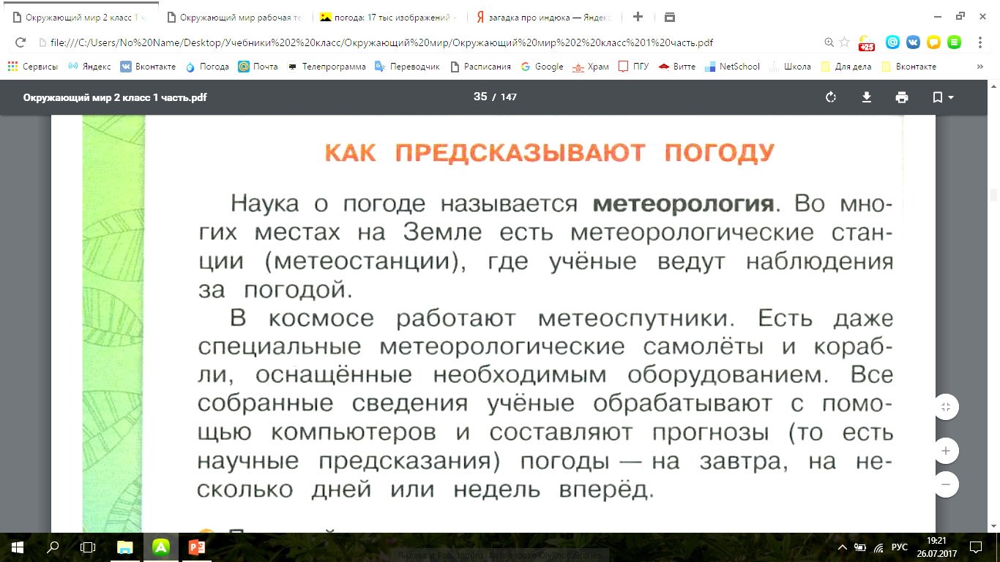 Окружающий мир 2 класс 1 ч
Окружающий мир рабочая те
погода: 17 тыс изображений -
загадка про индюка — Яндекс
file:///C:/Users/No%20Name/Desktop/Учебники%202%20класс/Окружающий%20мир/Окружающий%20мир%202%20класс%201%20часть.pdf
+25
Сервисы Яндекс Вконтакте Погода Почта Телепрограмма Переводчик Расписания Google Храм ПГУ Витте NetSchool Школа Для дела Вконтакте »
Окружающий мир 2 класс 1 часть.pdf
35 / 147
КАК ПРЕДСКАЗЫВАЮТ ПОГОДУ
Наука о погоде называется метеорология. Во мно-
гих местах на Земле есть метеорологические стан-
ции (метеостанции), где учёные ведут наблюдения
за погодой.
В космосе работают метеоспутники. Есть даже
специальные метеорологические самолёты и кораб-
ли, оснащённые необходимым оборудованием. Все
собранные сведения учёные обрабатывают с помо-
щью компьютеров и составляют прогнозы (то есть
научные предсказания) погоды — на завтра, на не-
сколько дней или недель вперёд.
РУС
19:21
26.07.2017